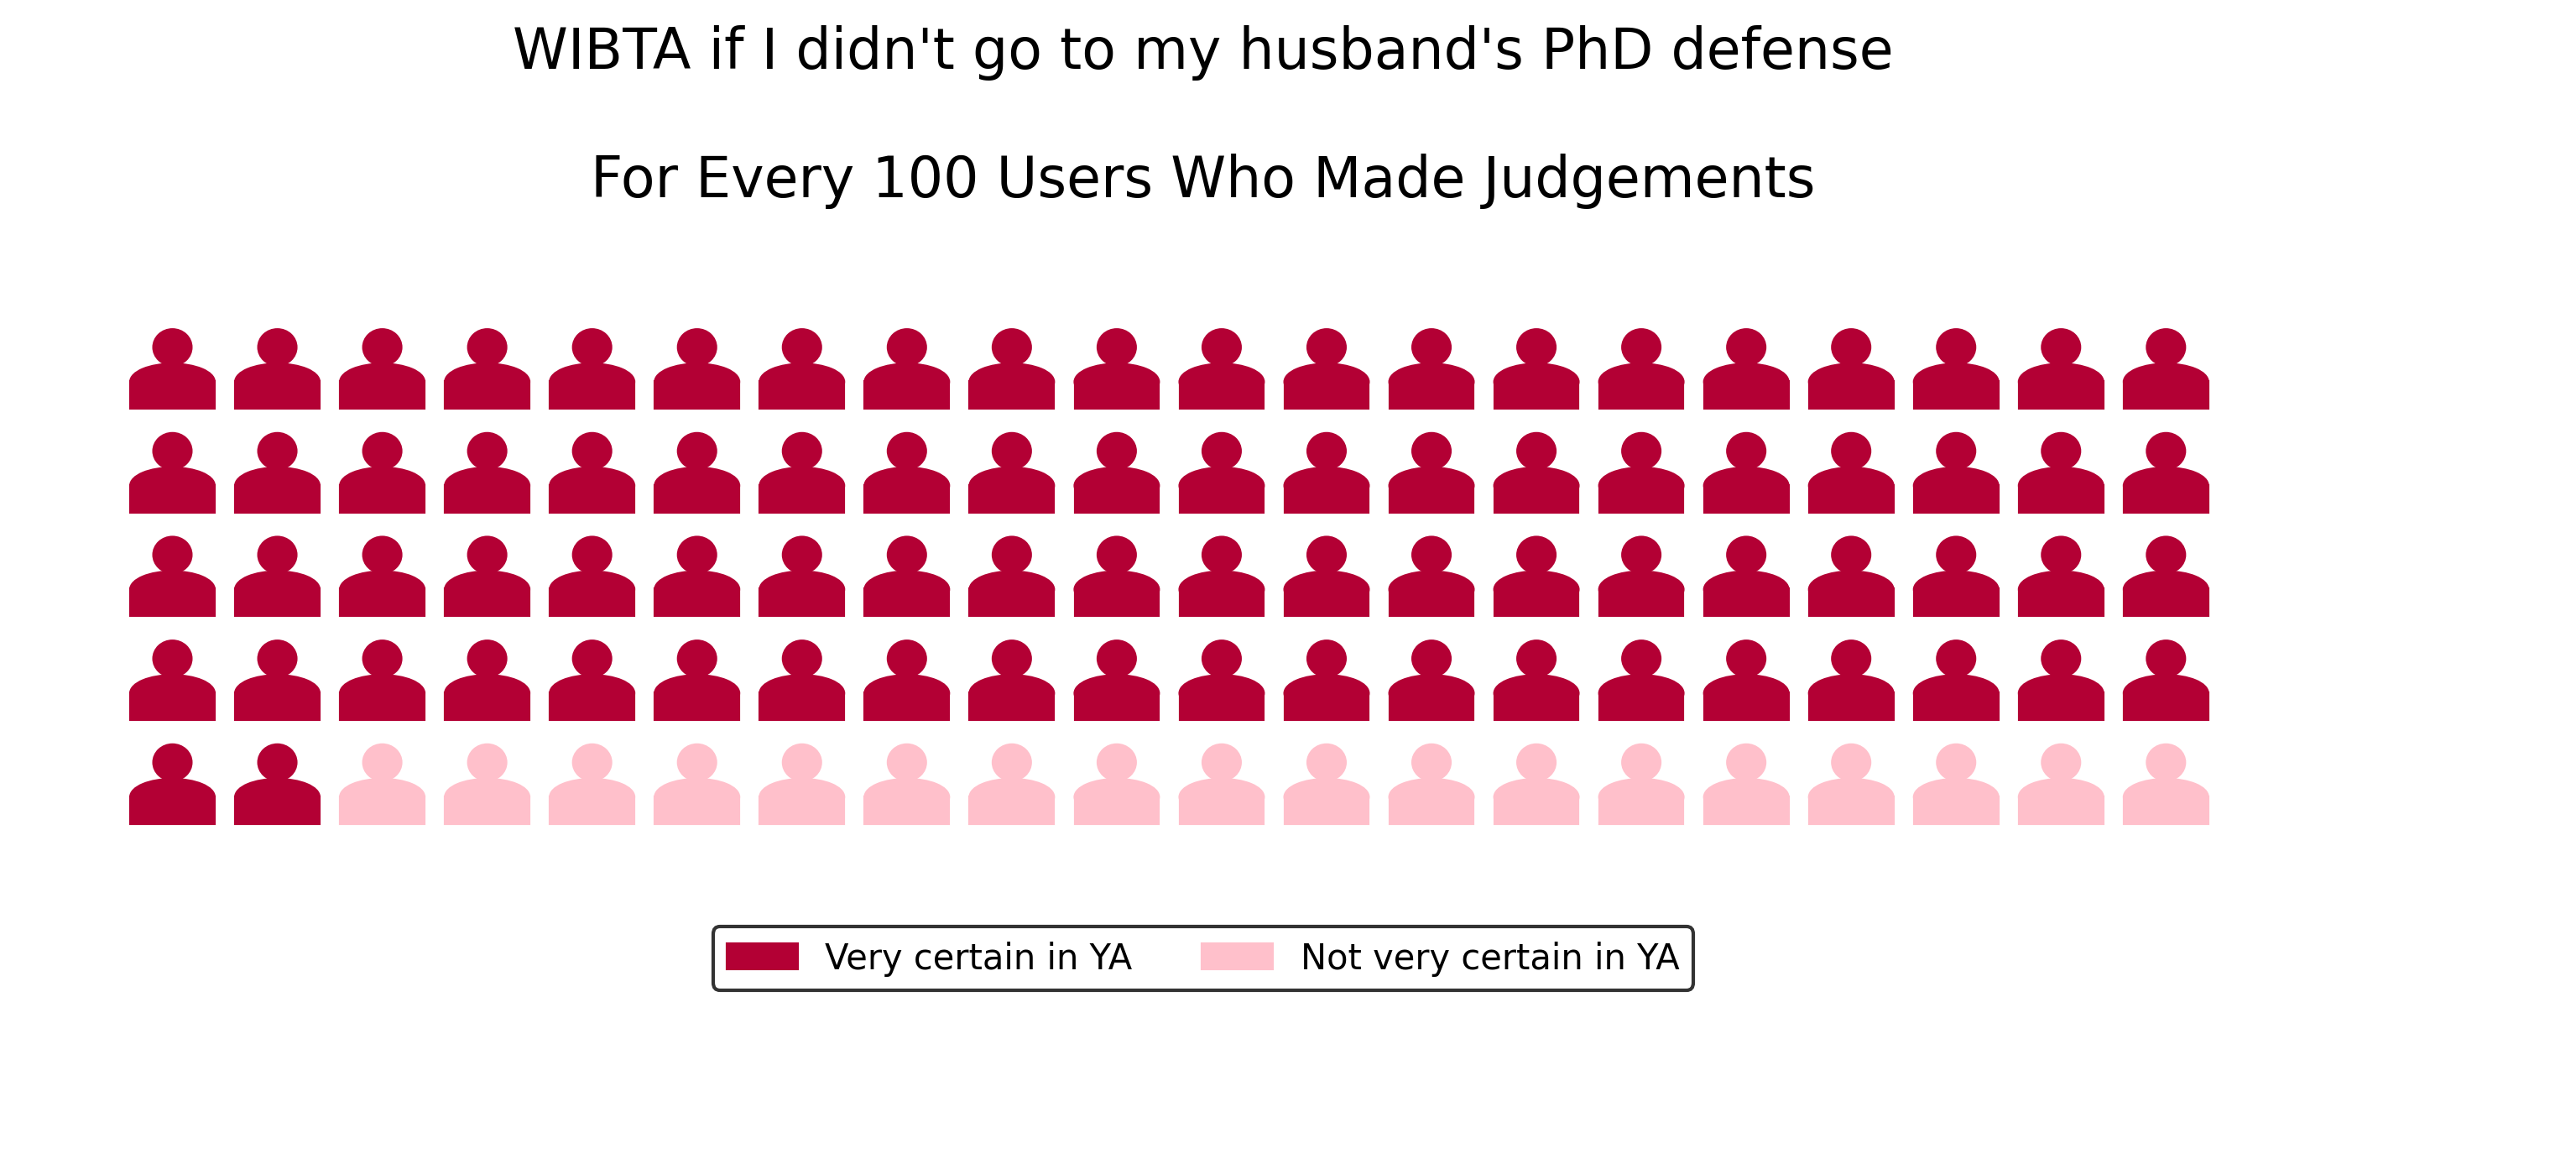 WIBTA if I didn't go to my husband's PhD defense
For Every 100 Users Who Made Judgements
Very certain in YA
Not very certain in YA